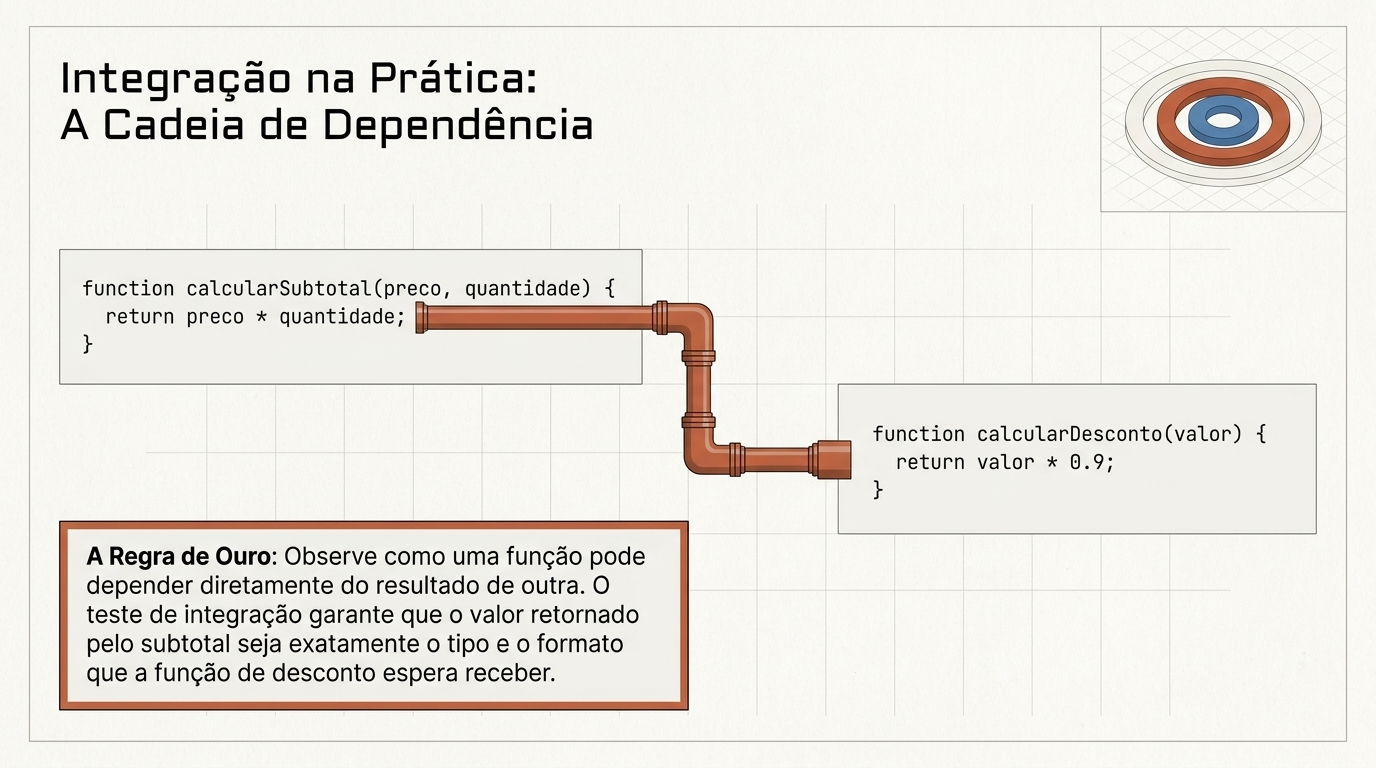 Integração na Prática:
A Cadeia de Dependência
function calcularSubtotal(preco, quantidade) {
  return preco * quantidade;
}
function calcularDesconto(valor) {
  return valor * 0.9;
}
A Regra de Ouro: Observe como uma função pode
depender diretamente do resultado de outra. O
teste de integração garante que o valor retornado
pelo subtotal seja exatamente o tipo e o formato
que a função de desconto espera receber.